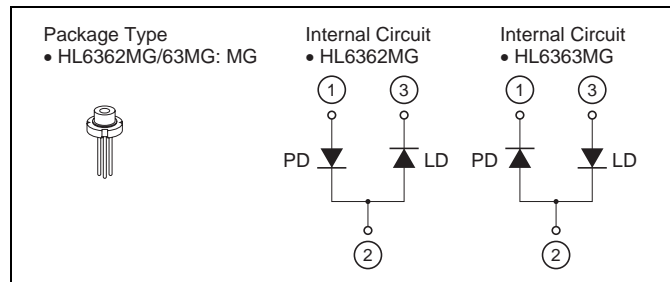 Package Type
• HL6362MG/63MG: MG
Internal Circuit
• HL6362MG
1 3
PD LD
2
Internal Circuit
• HL6363MG
1 3
PD LD
2